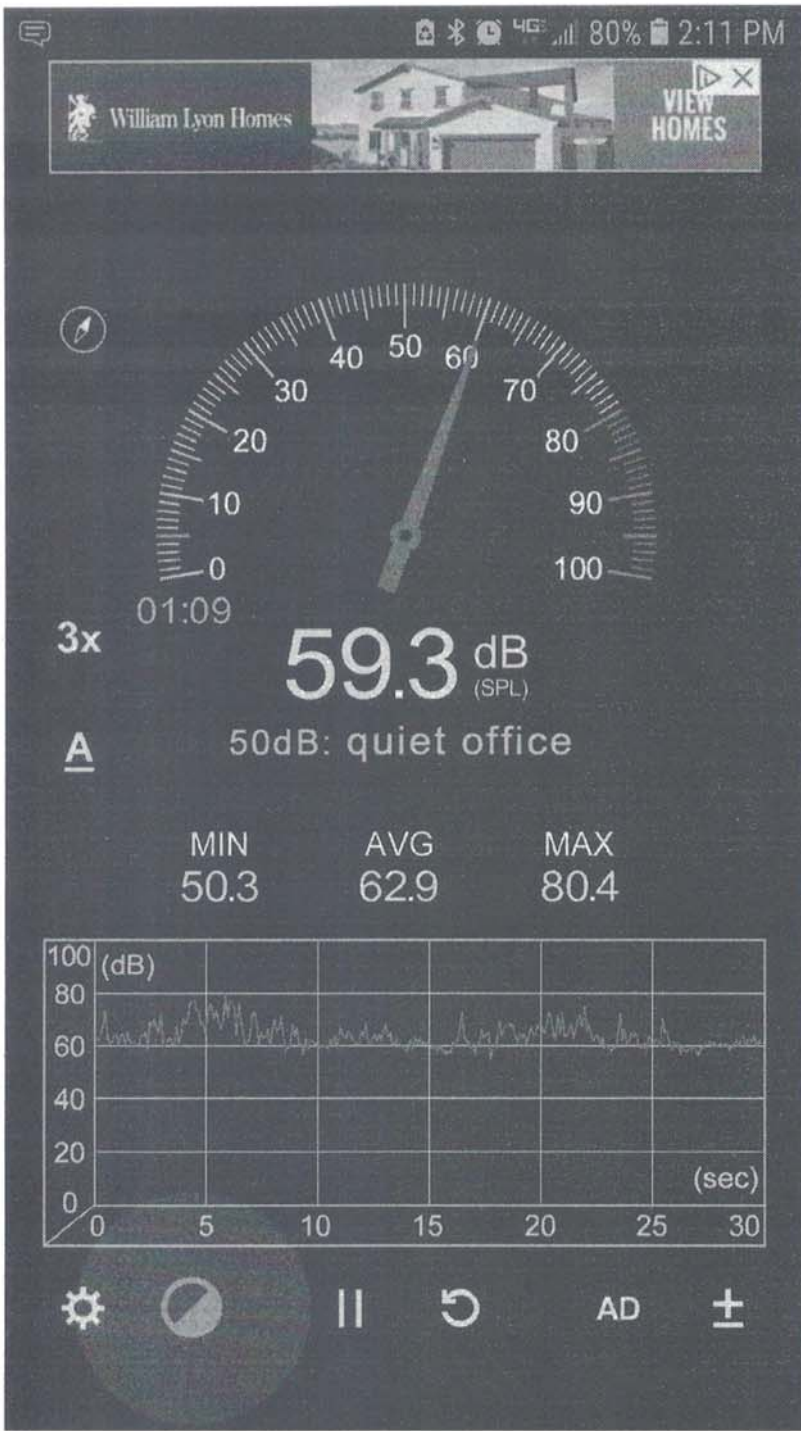 4G 80% 2:11 PM
William Lyon Homes
VIEW
HOMES
0 10 20 30 40 50 60 70 80 90 100
01:09
3x
59.3 dB
(SPL)
A
50dB: quiet office
MIN AVG MAX
50.3 62.9 80.4
100 (dB)
80
60
40
20
0 (sec)
0 5 10 15 20 25 30
AD ±